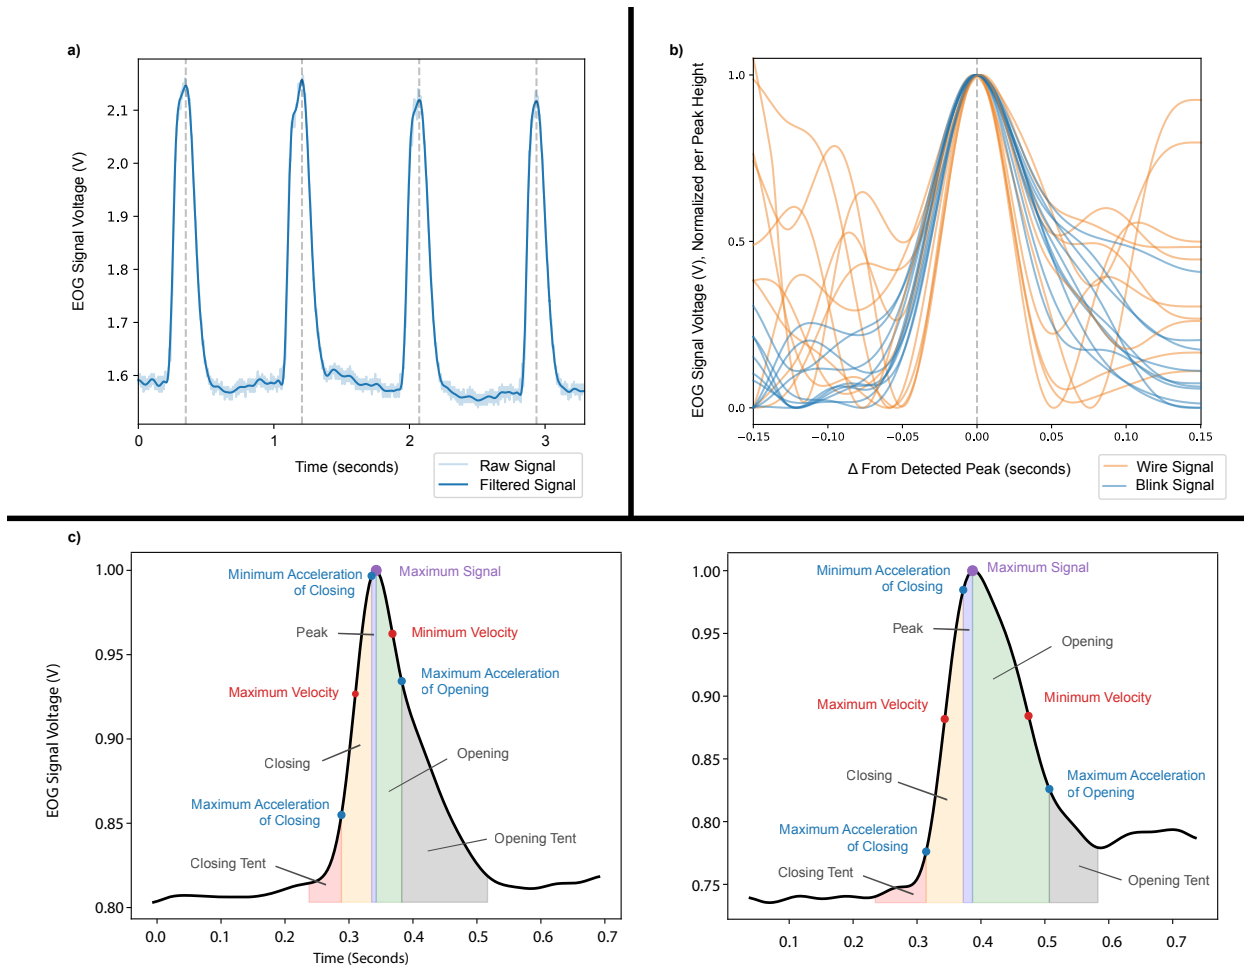 a)
EOG Signal Voltage (V)
2.1
2.0
1.9
1.8
1.7
1.6
0
1
2
3
Time (seconds)
Raw Signal
Filtered Signal
b)
EOG Signal Voltage (V), Normalized per Peak Height
1.0
0.5
0.0
−0.15
−0.10
−0.05
0.00
0.05
0.10
0.15
Δ From Detected Peak (seconds)
Wire Signal
Blink Signal
c)
EOG Signal Voltage (V)
1.00
0.95
0.90
0.85
0.80
Minimum Acceleration
of Closing
Maximum Signal
Peak
Minimum Velocity
Maximum Velocity
Maximum Acceleration
of Opening
Closing
Opening
Maximum Acceleration
of Closing
Closing Tent
Opening Tent
0.0
0.1
0.2
0.3
0.4
0.5
0.6
0.7
Time (Seconds)
1.00
0.95
0.90
0.85
0.80
0.75
Minimum Acceleration
of Closing
Maximum Signal
Peak
Opening
Maximum Velocity
Minimum Velocity
Closing
Maximum Acceleration
of Opening
Maximum Acceleration
of Closing
Closing Tent
Opening Tent
0.1
0.2
0.3
0.4
0.5
0.6
0.7